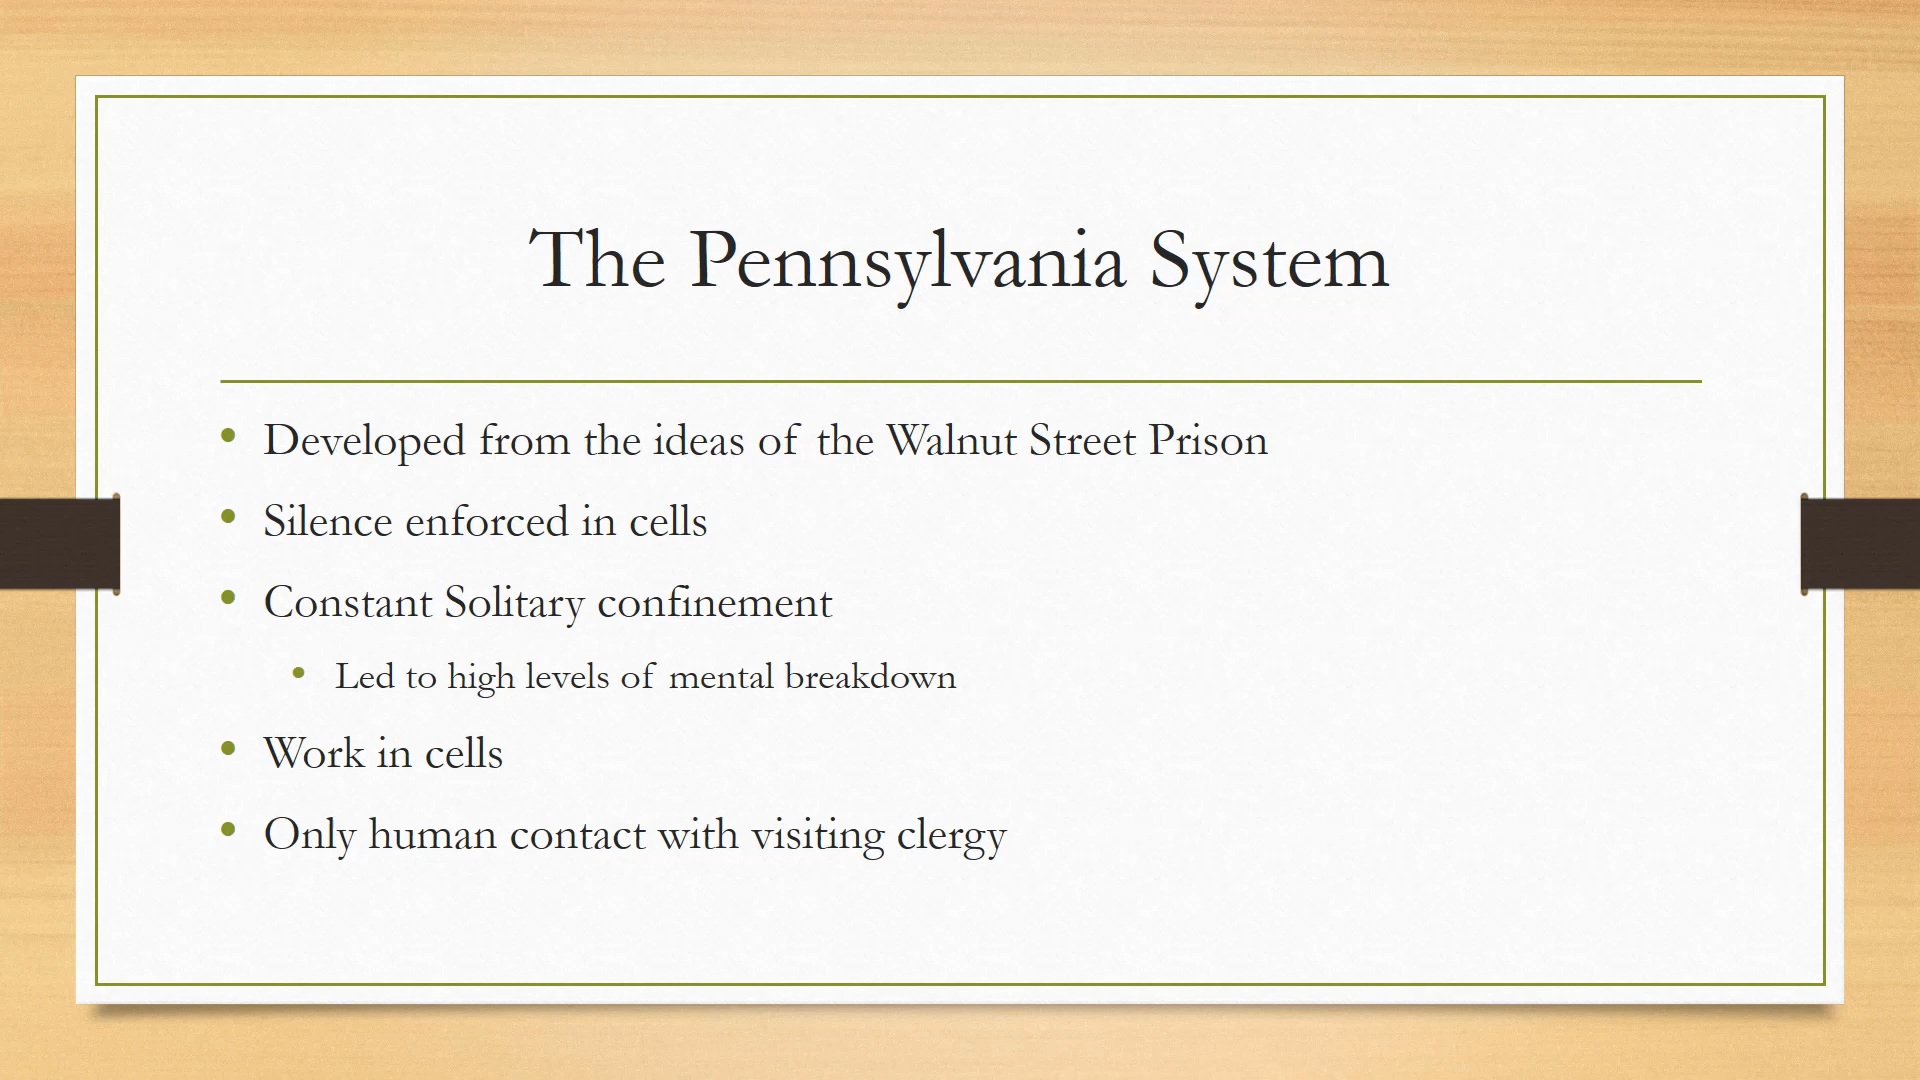 The Pennsylvania System
• Developed from the ideas of the Walnut Street Prison
• Silence enforced in cells
• Constant Solitary confinement
• Led to high levels of mental breakdown
• Work in cells
• Only human contact with visiting clergy